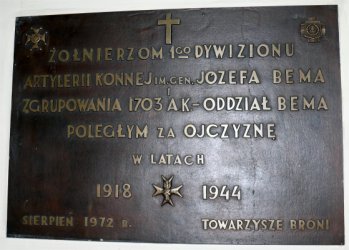 ŻOŁNIERZOM 1GO DYWIZIONU
ARTYLERII KONNEJ IM. GEN. JÓZEFA BEMA
I
ZGRUPOWANIA 1703 AK - ODDZIAŁ BEMA
POLEGŁYM ZA OJCZYZNĘ
W LATACH
1918 1944
SIERPIEŃ 1972 R. TOWARZYSZE BRONI